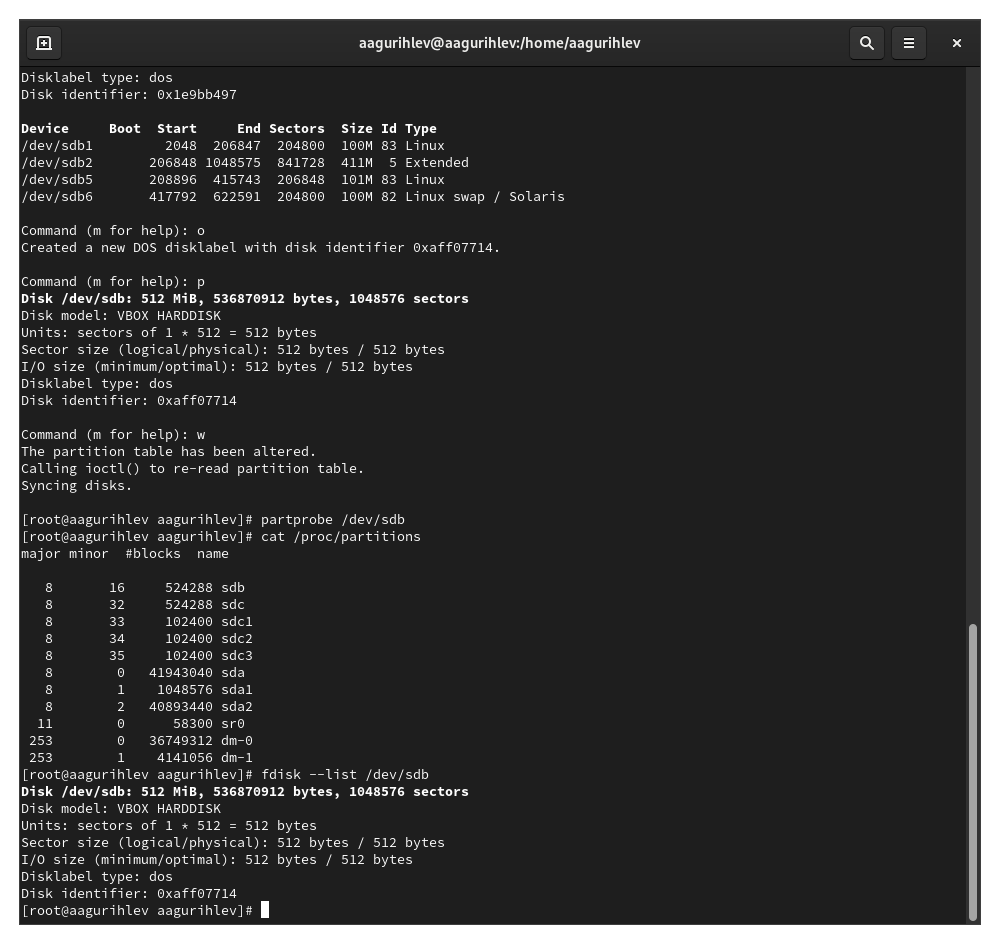 aagurihlev@aagurihlev:/home/aagurihlev
Disklabel type: dos
Disk identifier: 0x1e9bb497
Device     Boot  Start     End Sectors  Size Id Type
/dev/sdb1         2048  206847  204800  100M 83 Linux
/dev/sdb2       206848 1048575  841728  411M  5 Extended
/dev/sdb5       208896  415743  206848  101M 83 Linux
/dev/sdb6       417792  622591  204800  100M 82 Linux swap / Solaris
Command (m for help): o
Created a new DOS disklabel with disk identifier 0xaff07714.
Command (m for help): p
Disk /dev/sdb: 512 MiB, 536870912 bytes, 1048576 sectors
Disk model: VBOX HARDDISK
Units: sectors of 1 * 512 = 512 bytes
Sector size (logical/physical): 512 bytes / 512 bytes
I/O size (minimum/optimal): 512 bytes / 512 bytes
Disklabel type: dos
Disk identifier: 0xaff07714
Command (m for help): w
The partition table has been altered.
Calling ioctl() to re-read partition table.
Syncing disks.
[root@aagurihlev aagurihlev]# partprobe /dev/sdb
[root@aagurihlev aagurihlev]# cat /proc/partitions
major minor  #blocks  name
   8       16     524288 sdb
   8       32     524288 sdc
   8       33     102400 sdc1
   8       34     102400 sdc2
   8       35     102400 sdc3
   8        0   41943040 sda
   8        1    1048576 sda1
   8        2   40893440 sda2
  11        0      58300 sr0
 253        0   36749312 dm-0
 253        1    4141056 dm-1
[root@aagurihlev aagurihlev]# fdisk --list /dev/sdb
Disk /dev/sdb: 512 MiB, 536870912 bytes, 1048576 sectors
Disk model: VBOX HARDDISK
Units: sectors of 1 * 512 = 512 bytes
Sector size (logical/physical): 512 bytes / 512 bytes
I/O size (minimum/optimal): 512 bytes / 512 bytes
Disklabel type: dos
Disk identifier: 0xaff07714
[root@aagurihlev aagurihlev]#